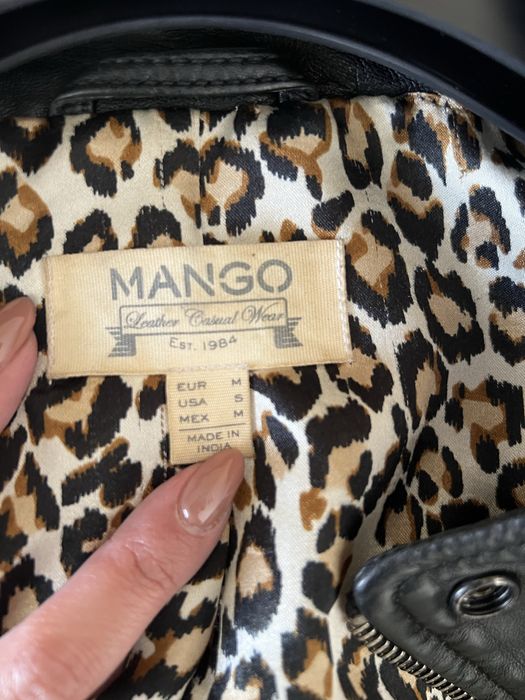 MANGO
Leather Casual Wear
EST. 1984
EUR M
USA S
MEX M
MADE IN
INDIA